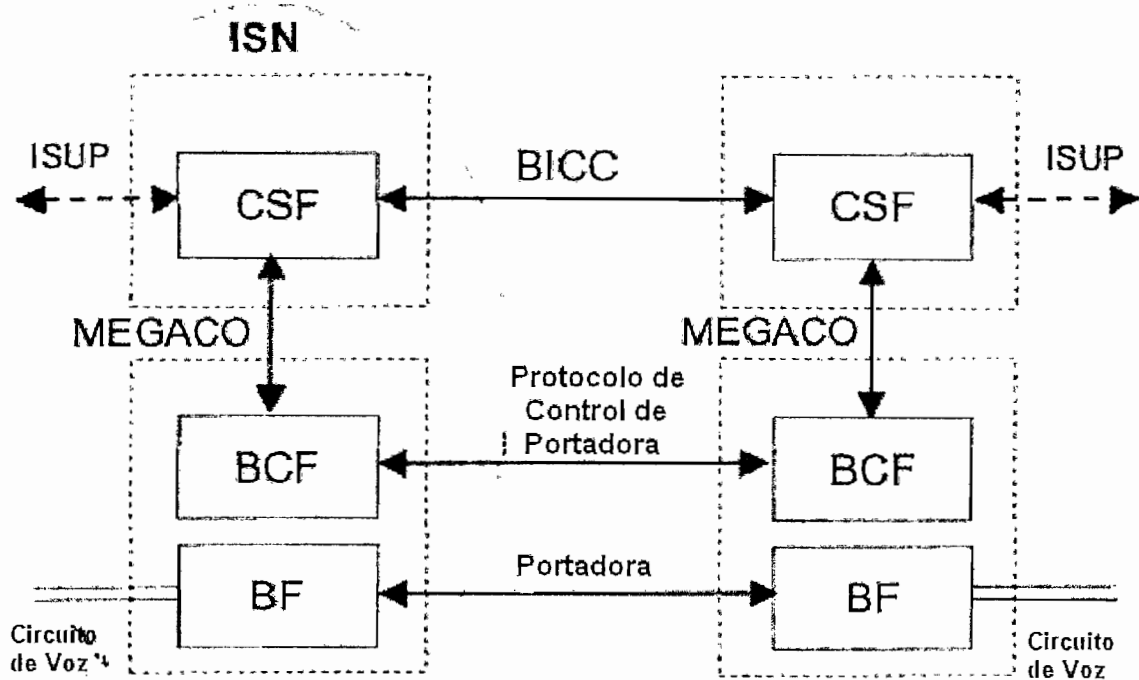 ISN
ISUP
CSF
BICC
CSF
ISUP
MEGACO
MEGACO
BCF
Protocolo de
Control de
Portadora
BCF
BF
Portadora
BF
Circuito
de Voz
Circuito
de Voz